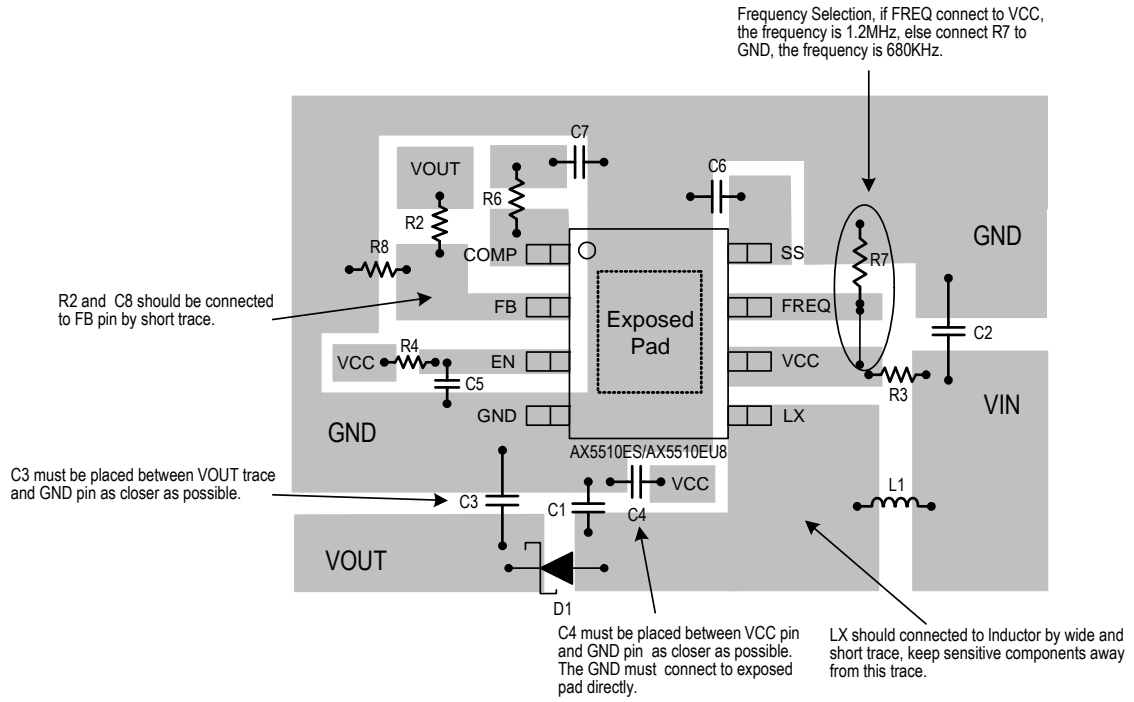 Frequency Selection, if FREQ connect to VCC,
the frequency is 1.2MHz, else connect R7 to
GND, the frequency is 680KHz.
C7
VOUT
C6
R6
R2
GND
R8
COMP
SS
R7
R2 and C8 should be connected
to FB pin by short trace.
FB
Exposed
Pad
FREQ
C2
VCC
R4
EN
VCC
C5
R3
VIN
GND
GND
LX
AX5510ES/AX5510EU8
C3 must be placed between VOUT trace
and GND pin as closer as possible.
VCC
L1
C3
C1
C4
VOUT
D1
C4 must be placed between VCC pin
and GND pin as closer as possible.
The GND must connect to exposed
pad directly.
LX should connected to Inductor by wide and
short trace, keep sensitive components away
from this trace.